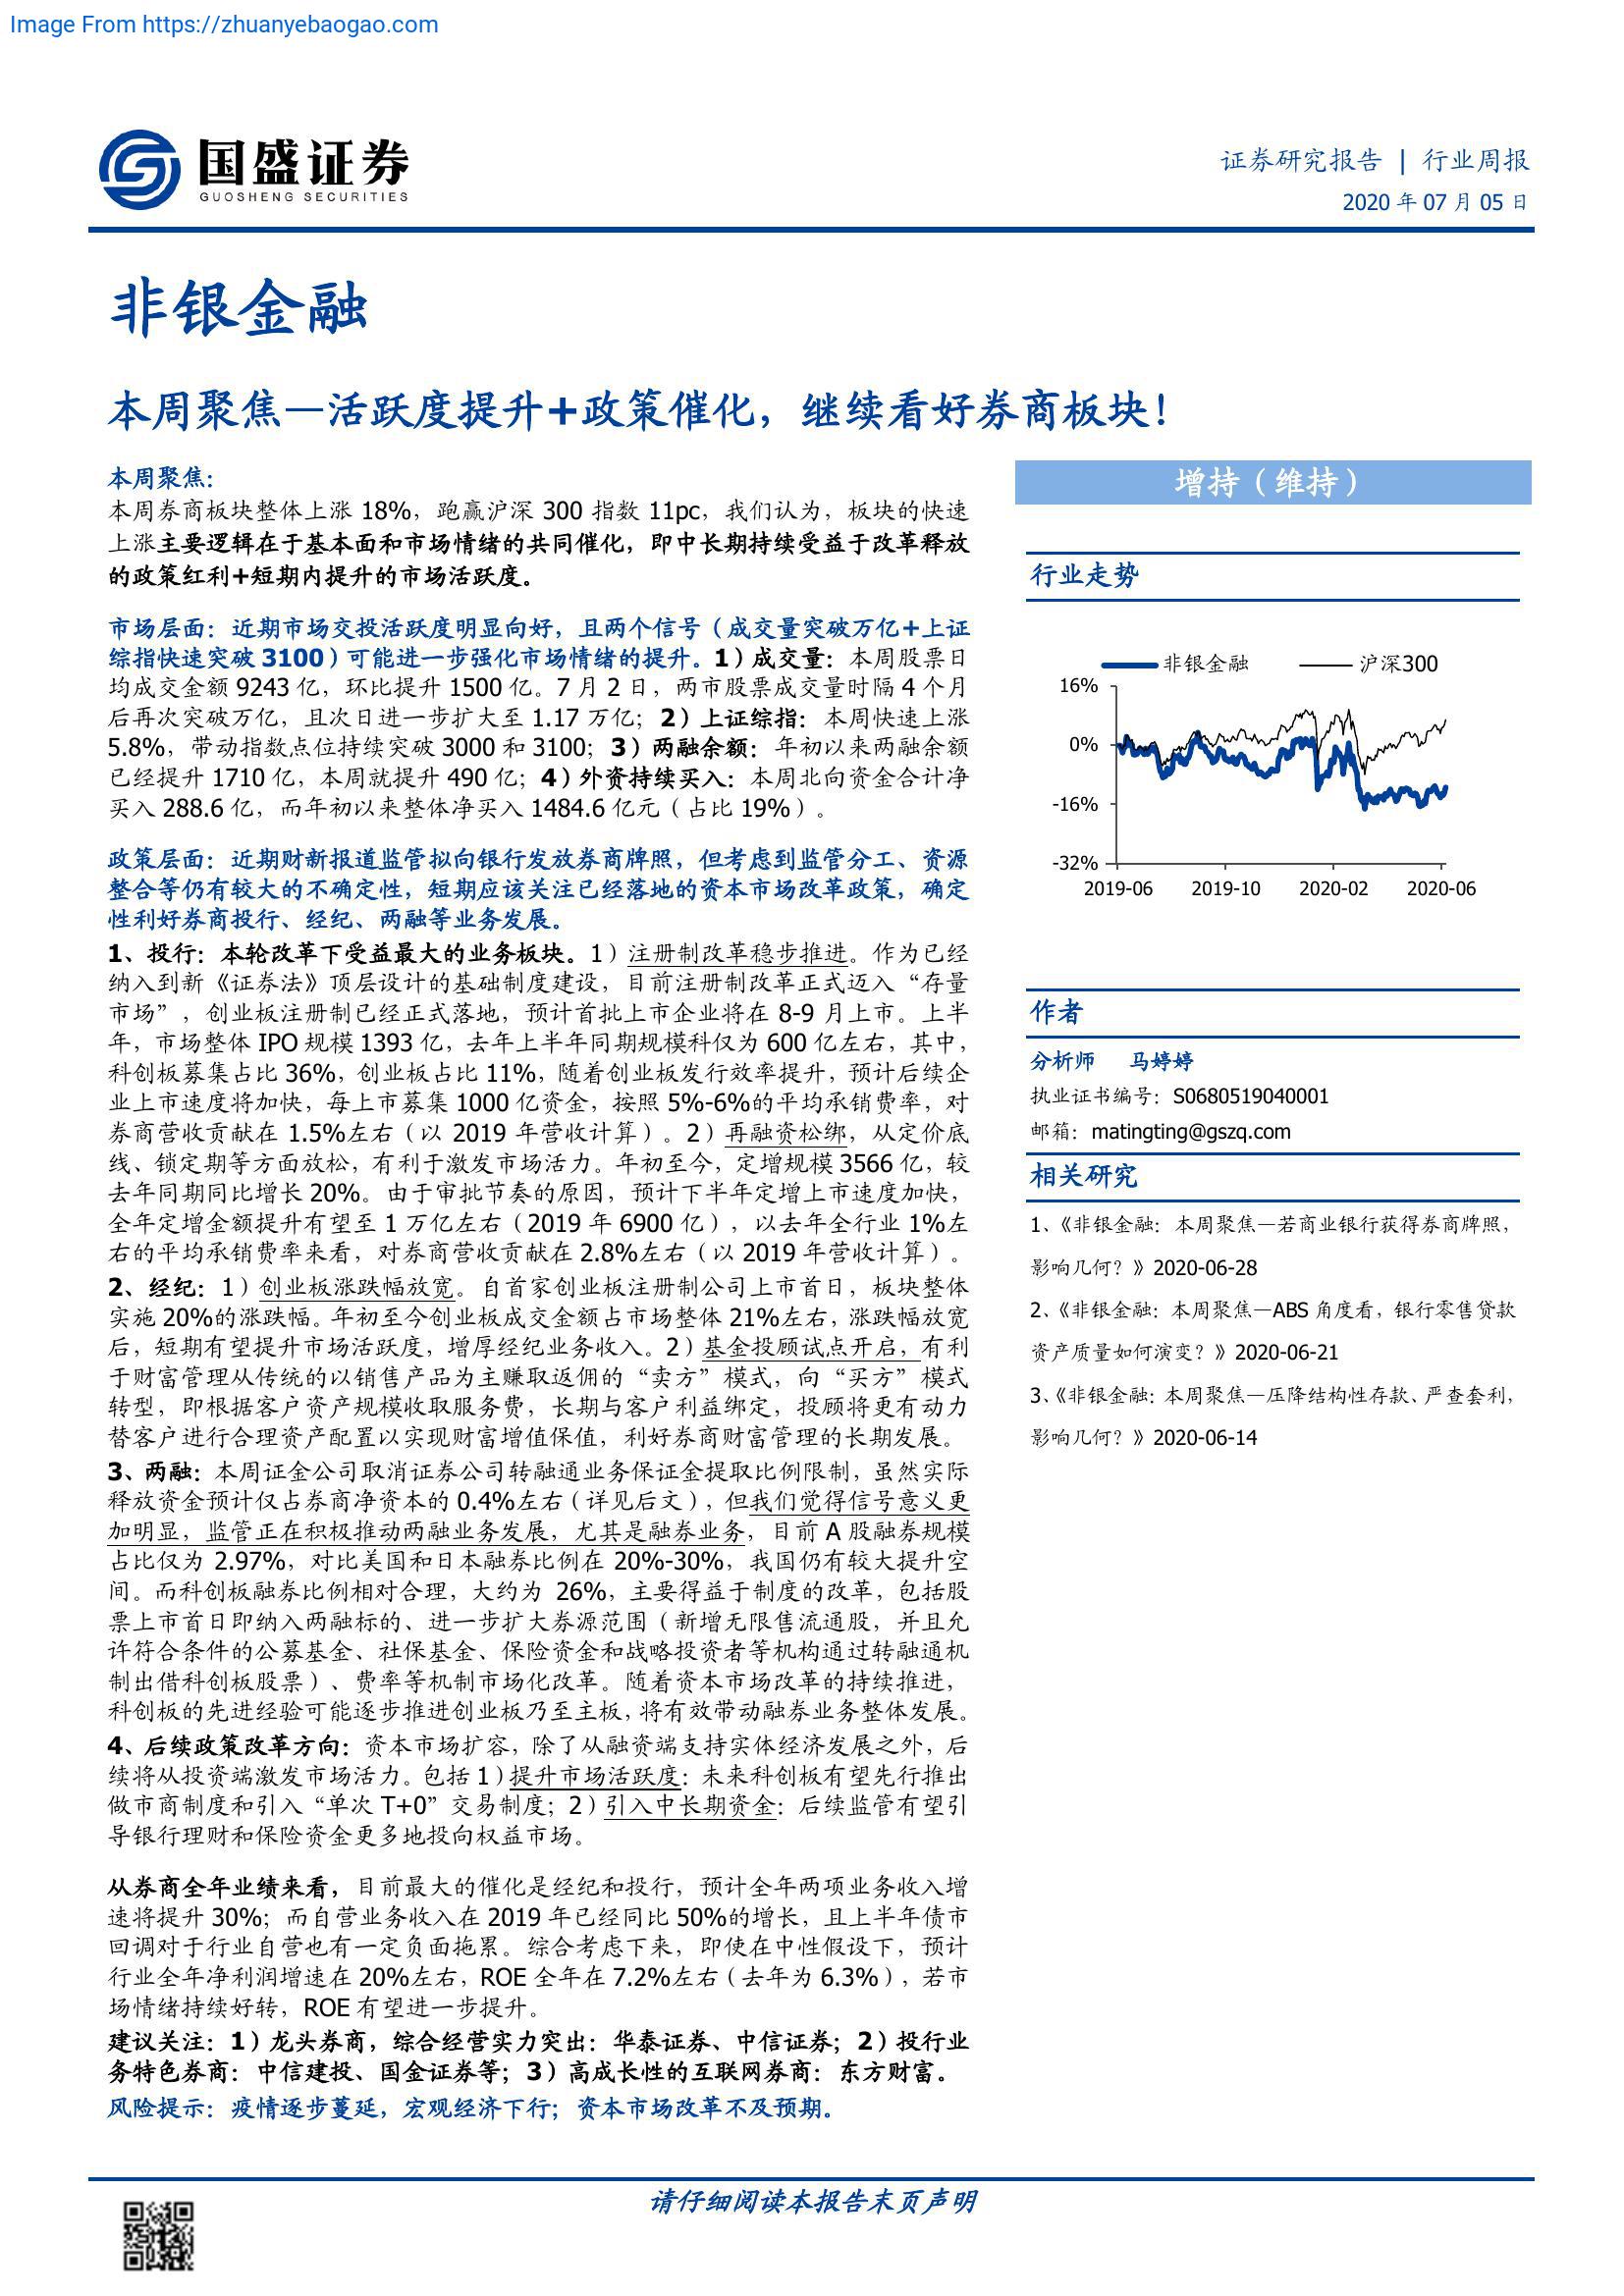 Image From https://zhuanyebaogao.com
国盛证券
GUOSHENG SECURITIES
证券研究报告 | 行业周报
2020 年 07 月 05 日
非银金融
本周聚焦—活跃度提升+政策催化，继续看好券商板块！
本周聚焦：
本周券商板块整体上涨 18%，跑赢沪深 300 指数 11pc，我们认为，板块的快速
上涨主要逻辑在于基本面和市场情绪的共同催化，即中长期持续受益于改革释放
的政策红利+短期内提升的市场活跃度。
市场层面：近期市场交投活跃度明显向好，且两个信号（成交量突破万亿+上证
综指快速突破 3100）可能进一步强化市场情绪的提升。1）成交量：本周股票日
均成交金额 9243 亿，环比提升 1500 亿。7 月 2 日，两市股票成交量时隔 4 个月
后再次突破万亿，且次日进一步扩大至 1.17 万亿；2）上证综指：本周快速上涨
5.8%，带动指数点位持续突破 3000 和 3100；3）两融余额：年初以来两融余额
已经提升 1710 亿，本周就提升 490 亿；4）外资持续买入：本周北向资金合计净
买入 288.6 亿，而年初以来整体净买入 1484.6 亿元（占比 19%）。
政策层面：近期财新报道监管拟向银行发放券商牌照，但考虑到监管分工、资源
整合等仍有较大的不确定性，短期应该关注已经落地的资本市场改革政策，确定
性利好券商投行、经纪、两融等业务发展。
1、投行：本轮改革下受益最大的业务板块。1）注册制改革稳步推进。作为已经
纳入到新《证券法》顶层设计的基础制度建设，目前注册制改革正式迈入“存量
市场”，创业板注册制已经正式落地，预计首批上市企业将在 8-9 月上市。上半
年，市场整体 IPO 规模 1393 亿，去年上半年同期规模科仅为 600 亿左右，其中，
科创板募集占比 36%，创业板占比 11%，随着创业板发行效率提升，预计后续企
业上市速度将加快，每上市募集 1000 亿资金，按照 5%-6%的平均承销费率，对
券商营收贡献在 1.5%左右（以 2019 年营收计算）。2）再融资松绑，从定价底
线、锁定期等方面放松，有利于激发市场活力。年初至今，定增规模 3566 亿，较
去年同期同比增长 20%。由于审批节奏的原因，预计下半年定增上市速度加快，
全年定增金额提升有望至 1 万亿左右（2019 年 6900 亿），以去年全行业 1%左
右的平均承销费率来看，对券商营收贡献在 2.8%左右（以 2019 年营收计算）。
2、经纪：1）创业板涨跌幅放宽。自首家创业板注册制公司上市首日，板块整体
实施 20%的涨跌幅。年初至今创业板成交金额占市场整体 21%左右，涨跌幅放宽
后，短期有望提升市场活跃度，增厚经纪业务收入。2）基金投顾试点开启，有利
于财富管理从传统的以销售产品为主赚取返佣的“卖方”模式，向“买方”模式
转型，即根据客户资产规模收取服务费，长期与客户利益绑定，投顾将更有动力
替客户进行合理资产配置以实现财富增值保值，利好券商财富管理的长期发展。
3、两融：本周证金公司取消证券公司转融通业务保证金提取比例限制，虽然实际
释放资金预计仅占券商净资本的 0.4%左右（详见后文），但我们觉得信号意义更
加明显，监管正在积极推动两融业务发展，尤其是融券业务，目前 A 股融券规模
占比仅为 2.97%，对比美国和日本融券比例在 20%-30%，我国仍有较大提升空
间。而科创板融券比例相对合理，大约为 26%，主要得益于制度的改革，包括股
票上市首日即纳入两融标的、进一步扩大券源范围（新增无限售流通股，并且允
许符合条件的公募基金、社保基金、保险资金和战略投资者等机构通过转融通机
制出借科创板股票）、费率等机制市场化改革。随着资本市场改革的持续推进，
科创板的先进经验可能逐步推进创业板乃至主板，将有效带动融券业务整体发展。
4、后续政策改革方向：资本市场扩容，除了从融资端支持实体经济发展之外，后
续将从投资端激发市场活力。包括 1）提升市场活跃度：未来科创板有望先行推出
做市商制度和引入“单次 T+0”交易制度；2）引入中长期资金：后续监管有望引
导银行理财和保险资金更多地投向权益市场。
从券商全年业绩来看，目前最大的催化是经纪和投行，预计全年两项业务收入增
速将提升 30%；而自营业务收入在 2019 年已经同比 50%的增长，且上半年债市
回调对于行业自营也有一定负面拖累。综合考虑下来，即使在中性假设下，预计
行业全年净利润增速在 20%左右，ROE 全年在 7.2%左右（去年为 6.3%），若市
场情绪持续好转，ROE 有望进一步提升。
建议关注：1）龙头券商，综合经营实力突出：华泰证券、中信证券；2）投行业
务特色券商：中信建投、国金证券等；3）高成长性的互联网券商：东方财富。
风险提示：疫情逐步蔓延，宏观经济下行；资本市场改革不及预期。
增持（维持）
行业走势
非银金融 沪深300
16%
0%
-16%
-32%
2019-06 2019-10 2020-02 2020-06
作者
分析师 马婷婷
执业证书编号：S0680519040001
邮箱：matingting@gszq.com
相关研究
1、《非银金融：本周聚焦—若商业银行获得券商牌照，
影响几何？》2020-06-28
2、《非银金融：本周聚焦—ABS 角度看，银行零售贷款
资产质量如何演变？》2020-06-21
3、《非银金融：本周聚焦—压降结构性存款、严查套利，
影响几何？》2020-06-14
请仔细阅读本报告末页声明